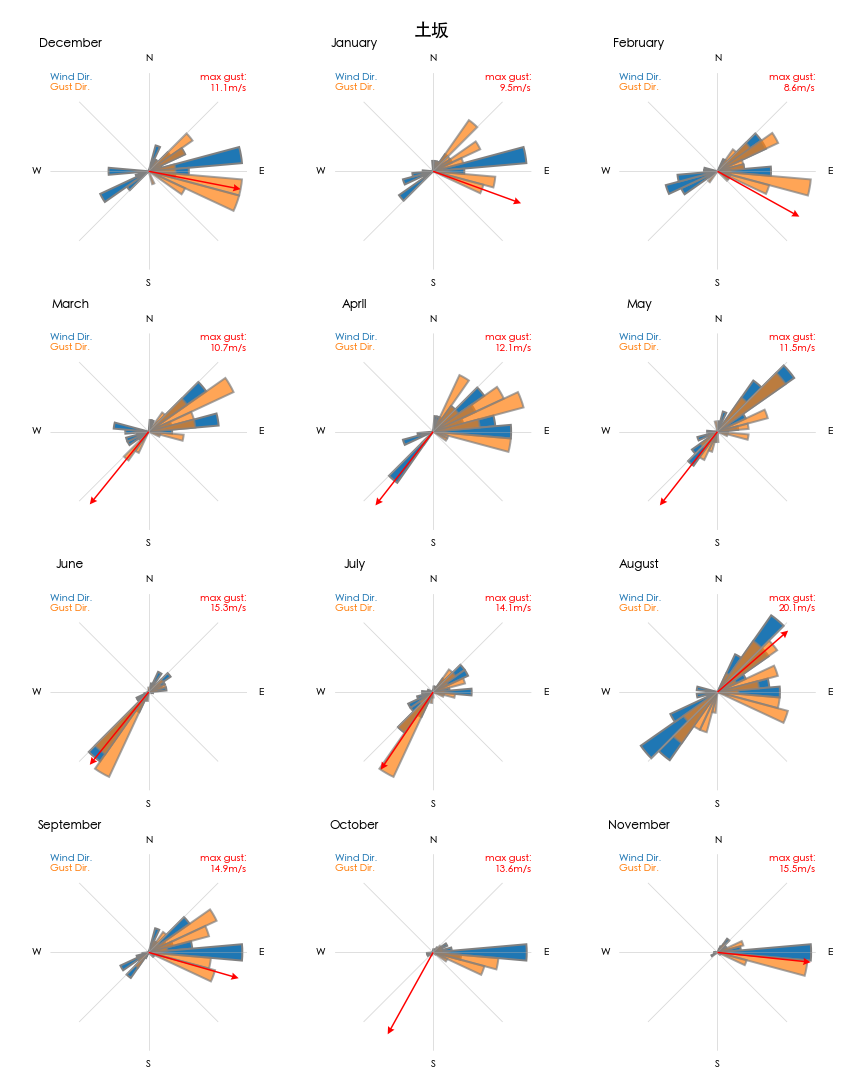 土坂
December
N
Wind Dir.
Gust Dir.
max gust:
11.1m/s
W
E
S
January
N
Wind Dir.
Gust Dir.
max gust:
9.5m/s
W
E
S
February
N
Wind Dir.
Gust Dir.
max gust:
8.6m/s
W
E
S
March
N
Wind Dir.
Gust Dir.
max gust:
10.7m/s
W
E
S
April
N
Wind Dir.
Gust Dir.
max gust:
12.1m/s
W
E
S
May
N
Wind Dir.
Gust Dir.
max gust:
11.5m/s
W
E
S
June
N
Wind Dir.
Gust Dir.
max gust:
15.3m/s
W
E
S
July
N
Wind Dir.
Gust Dir.
max gust:
14.1m/s
W
E
S
August
N
Wind Dir.
Gust Dir.
max gust:
20.1m/s
W
E
S
September
N
Wind Dir.
Gust Dir.
max gust:
14.9m/s
W
E
S
October
N
Wind Dir.
Gust Dir.
max gust:
13.6m/s
W
E
S
November
N
Wind Dir.
Gust Dir.
max gust:
15.5m/s
W
E
S